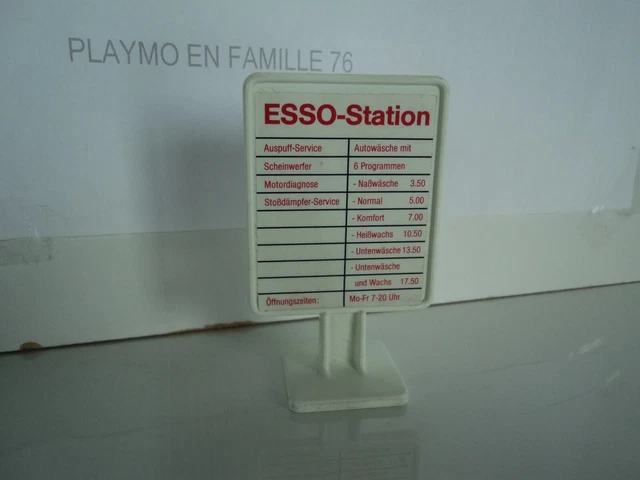 PLAYMO EN FAMILLE 76
ESSO-Station
Auspuff-Service Autowäsche mit
Scheinwerfer 6 Programmen
Motordiagnose - Naßwäsche 3.50
Stoßdämpfer-Service - Normal 5.00
- Komfort 7.00
- Heißwachs 10.50
- Untenwäsche 13.50
- Untenwäsche
und Wachs 17.50
Öffnungszeiten: Mo-Fr 7-20 Uhr